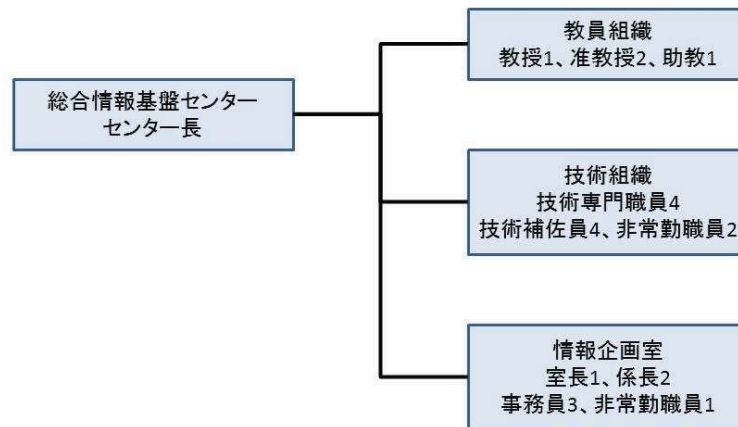 総合情報基盤センター
センター長
教員組織
教授1、准教授2、助教1
技術組織
技術専門職員4
技術補佐員4、非常勤職員2
情報企画室
室長1、係長2
事務員3、非常勤職員1